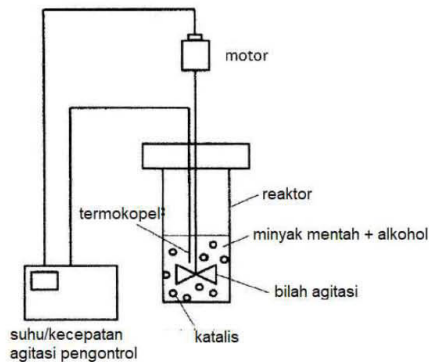 motor
reaktor
termokopel
minyak mentah + alkohol
bilah agitasi
katalis
suhu/kecepatan
agitasi pengontrol